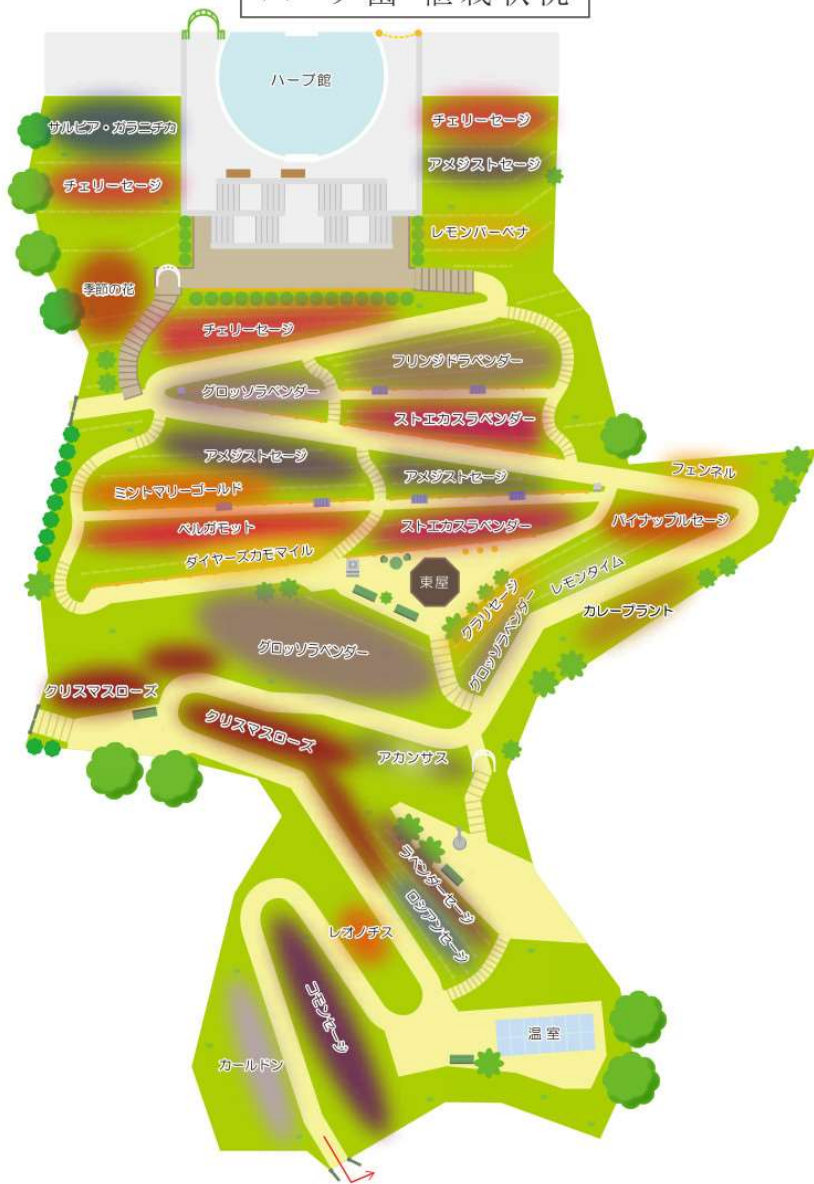 ハーブ園 植栽状況
ハーブ館
サルビア・ガラニチカ
チェリーセージ
チェリーセージ
アメジストセージ
レモンバーベナ
季節の花
チェリーセージ
フリンジドラベンダー
グロッソラベンダー
ストエカスラベンダー
アメジストセージ
アメジストセージ
フェンネル
ミントマリーゴールド
パイナップルセージ
ベルガモット
ストエカスラベンダー
ダイヤーズカモマイル
東屋
クラリセージ
レモンタイム
カレープラント
グロッソラベンダー
グロッソラベンダー
クリスマスローズ
クリスマスローズ
アカンサス
ラベンダーセージ
ロシアンセージ
レオノチス
コモンセージ
温室
カールドン